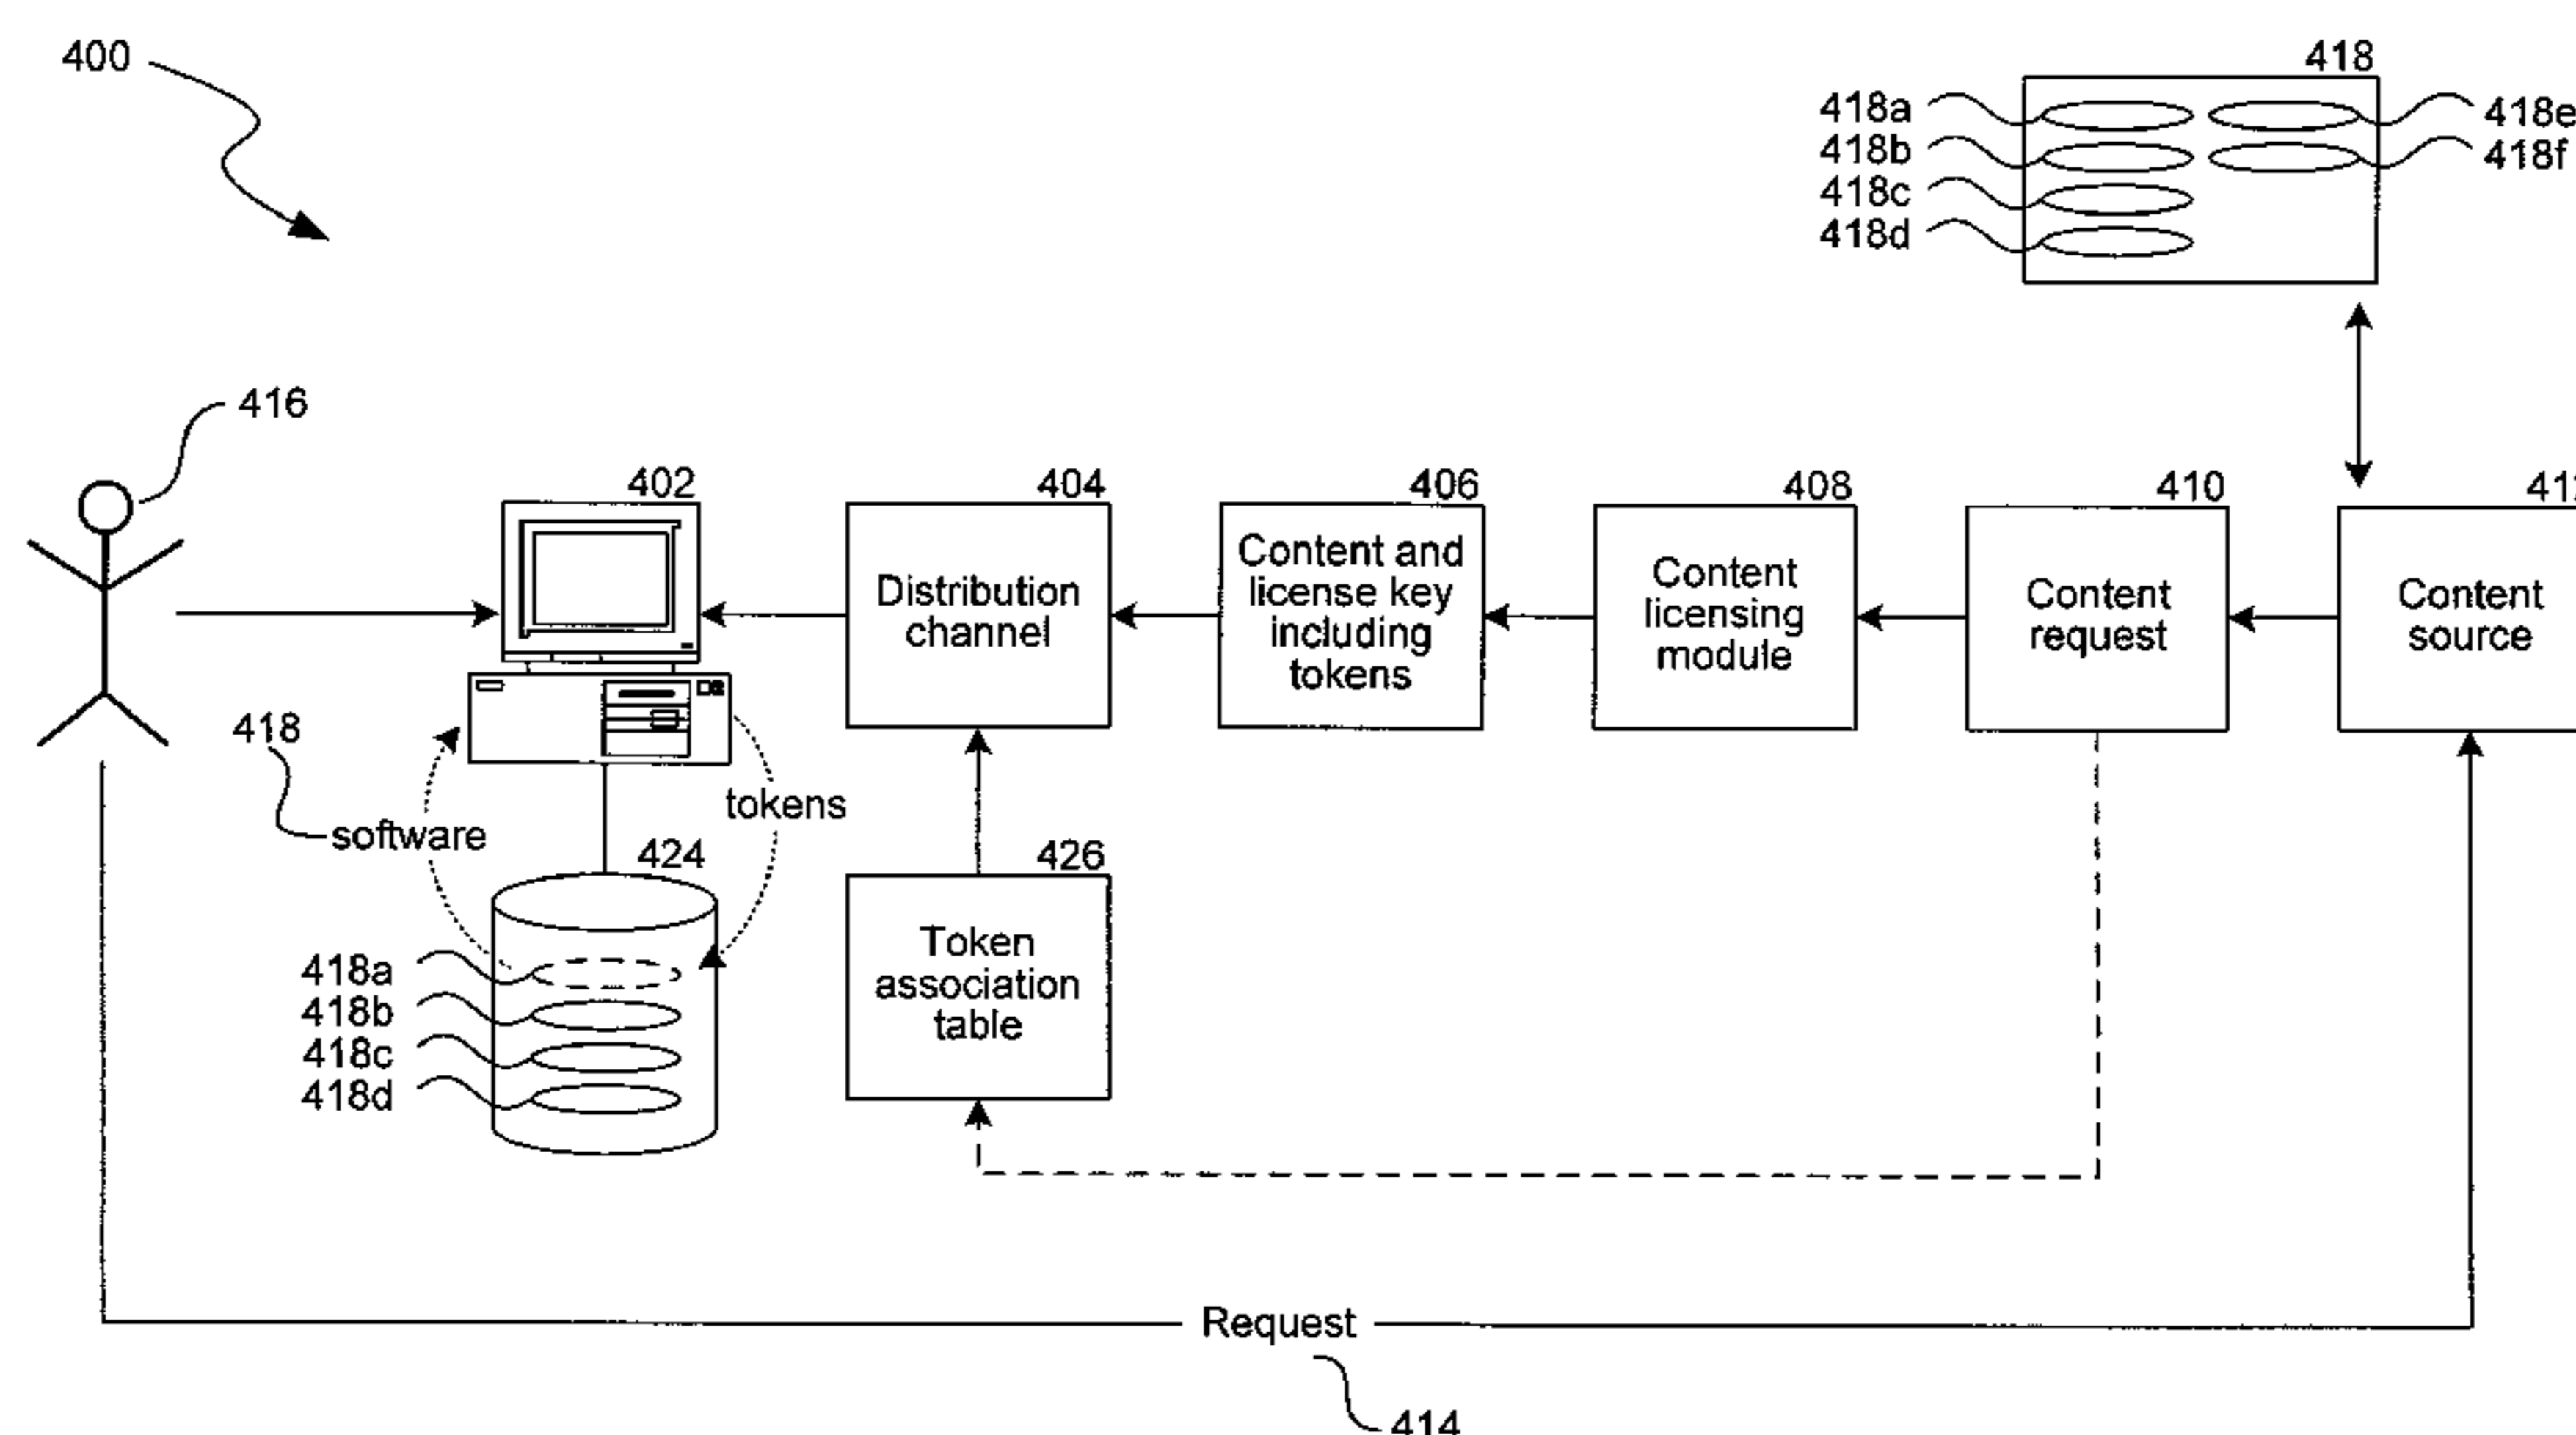 400
418
418a
418e
418b
418f
418c
418d
416
402
404
406
408
410
Distribution
channel
Content and
license key
including
tokens
Content
licensing
module
Content
request
Content
source
418
software
tokens
424
426
Token
association
table
418a
418b
418c
418d
Request
414